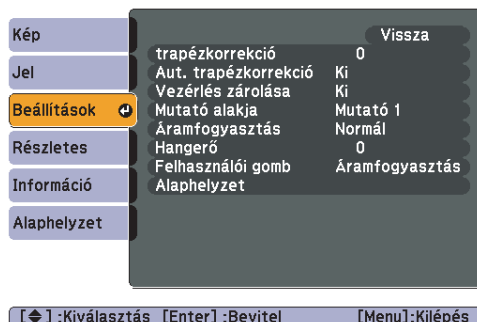 Kép
Jel
Beállítások
Részletes
Információ
Alaphelyzet
Vissza
trapézkorrekció 0
Aut. trapézkorrekció Ki
Vezérlés zárolása Ki
Mutató alakja Mutató 1
Áramfogyasztás Normál
Hangerő 0
Felhasználói gomb Áramfogyasztás
Alaphelyzet
[◆] :Kiválasztás [Enter] :Bevitel [Menu]:Kilépés